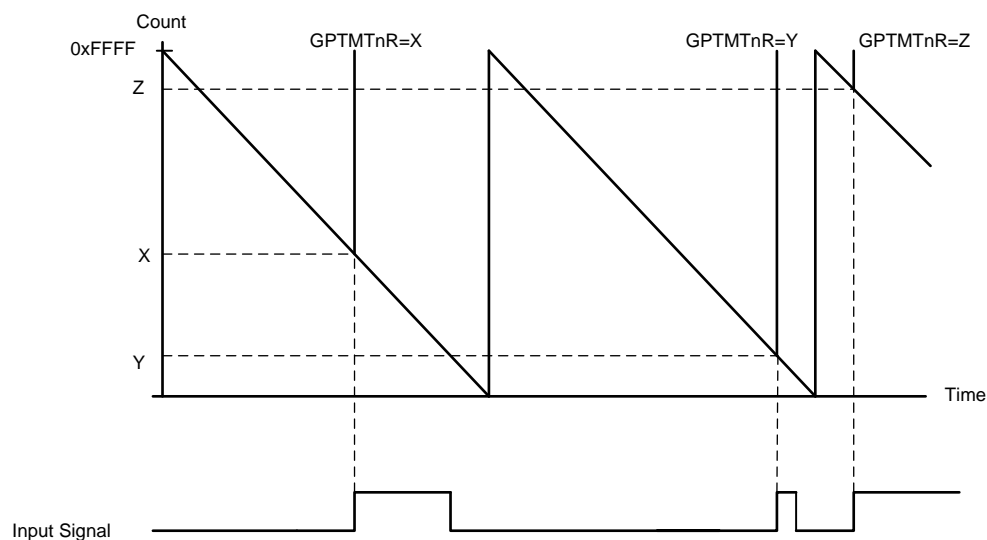 Count
0xFFFF
GPTMTnR=X
GPTMTnR=Y
GPTMTnR=Z
Z
X
Y
Time
Input Signal